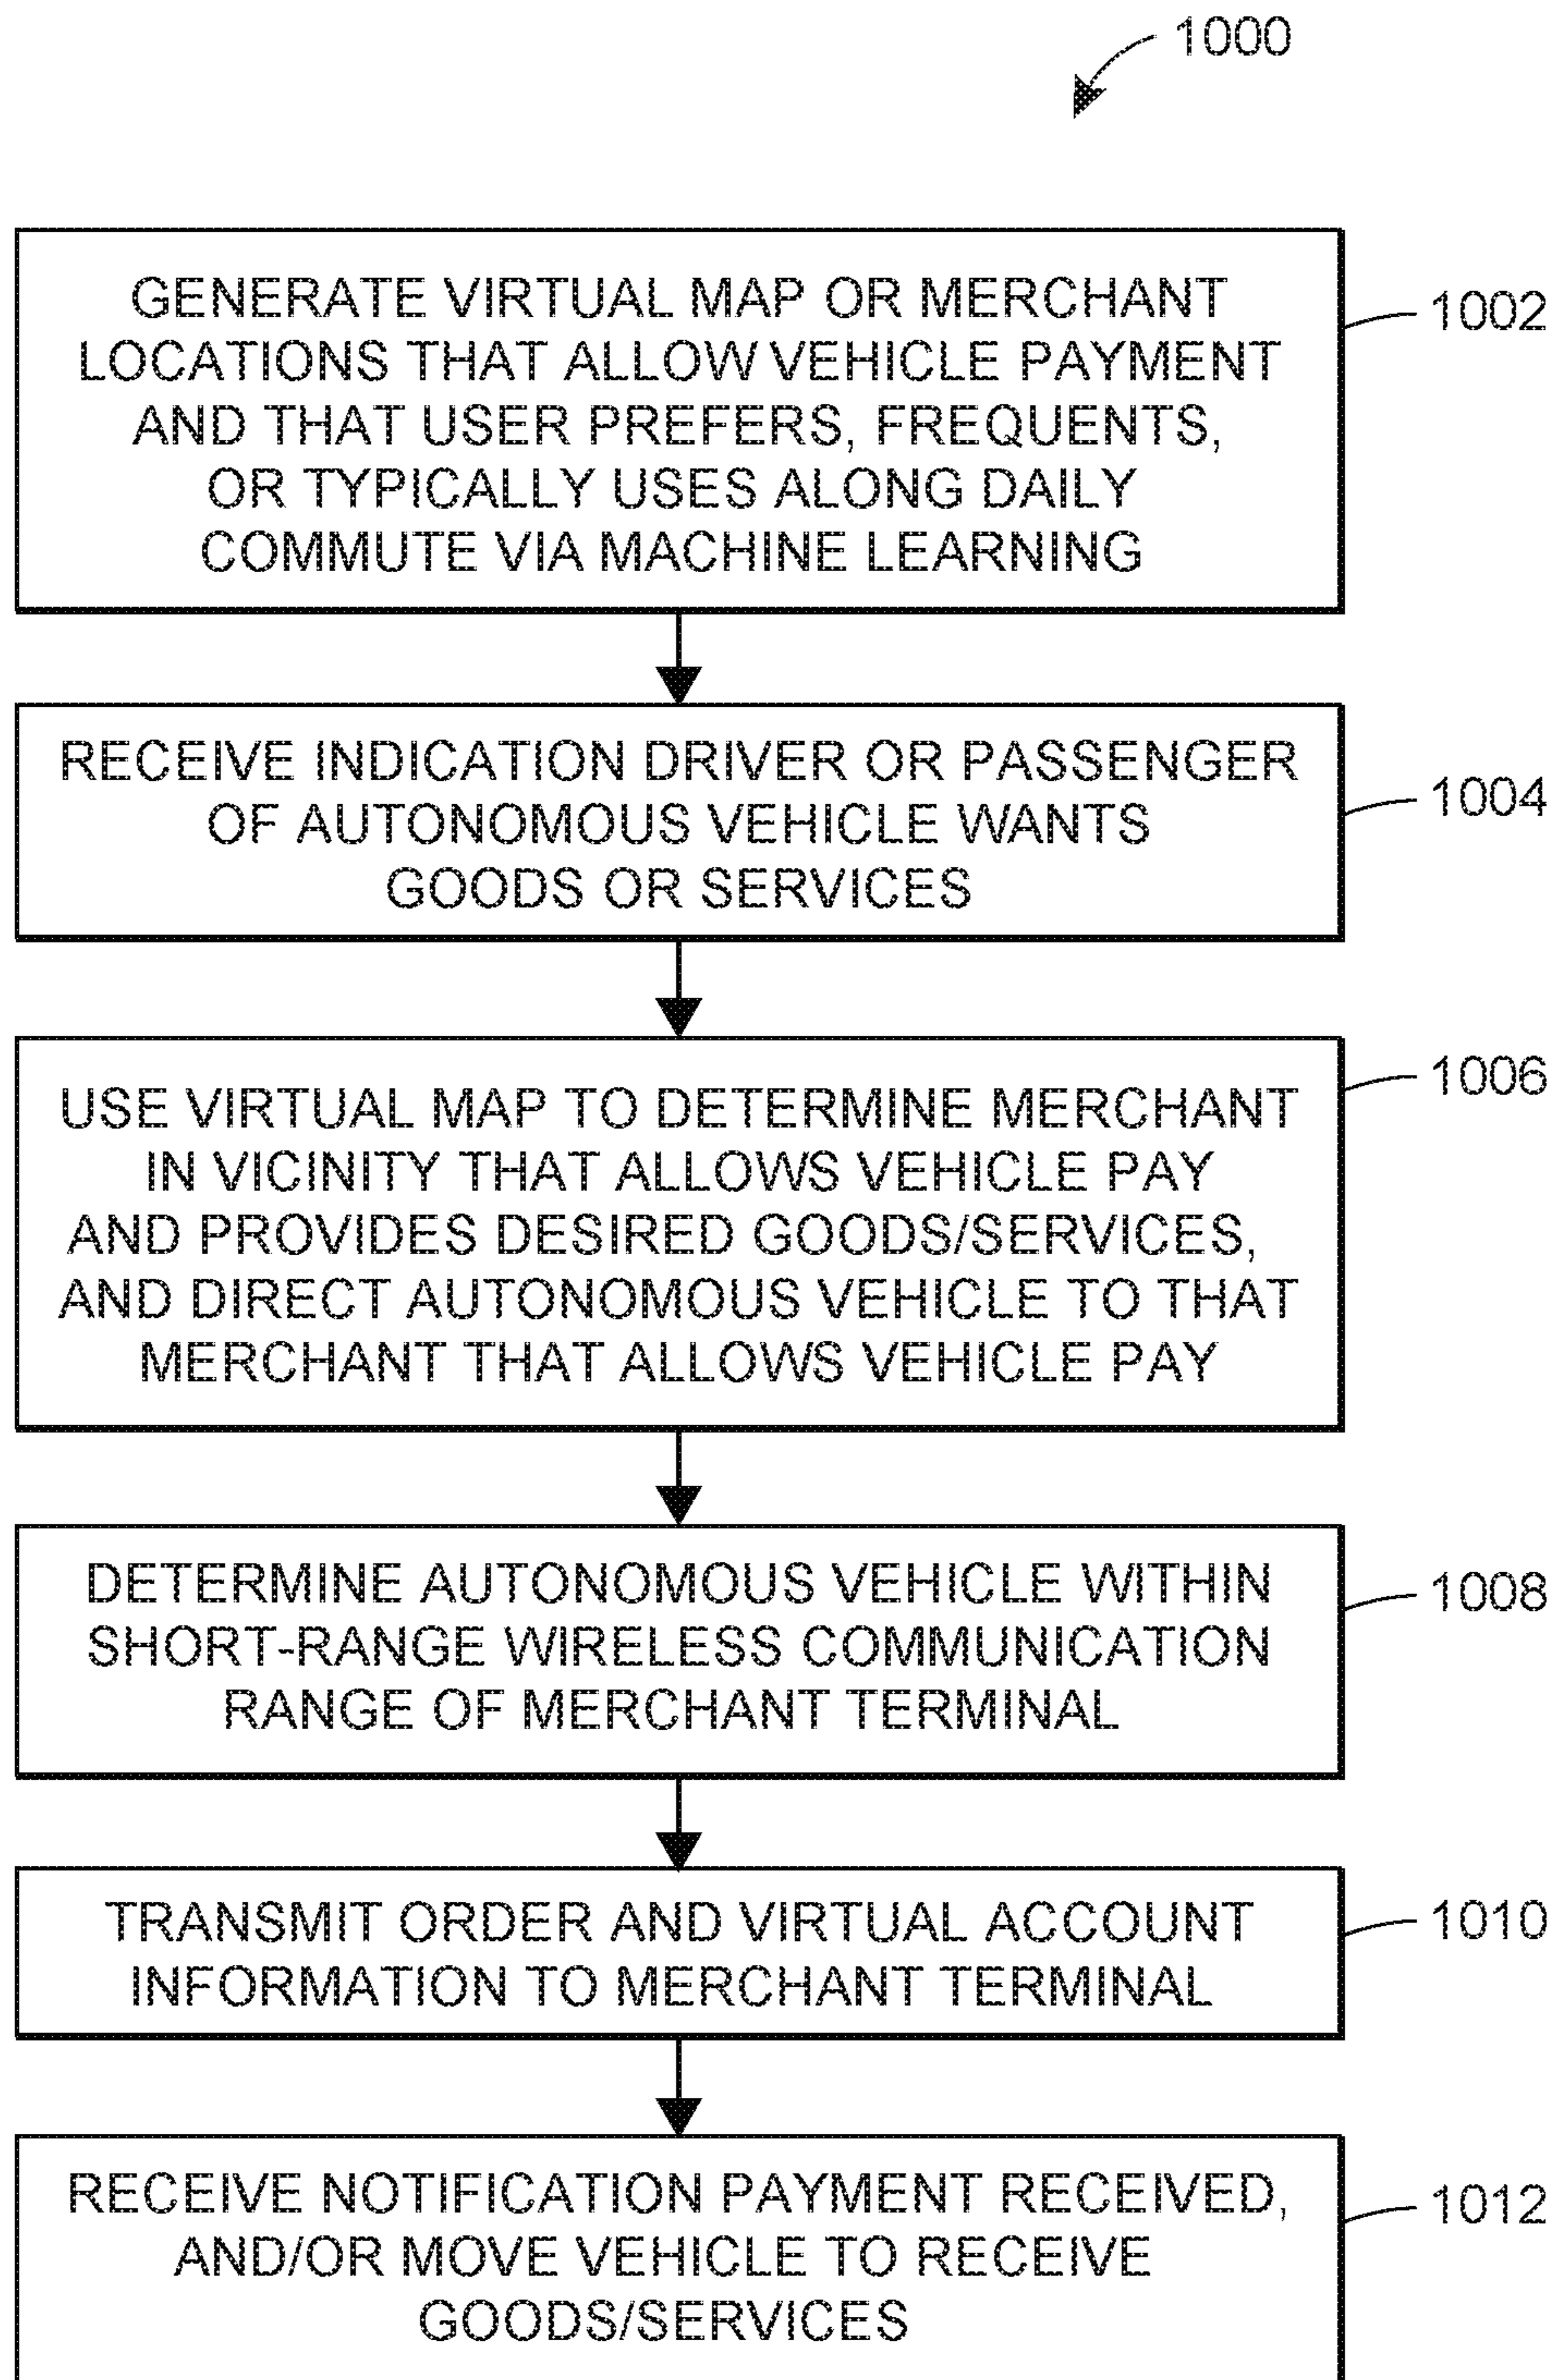 1000
GENERATE VIRTUAL MAP OR MERCHANT
LOCATIONS THAT ALLOW VEHICLE PAYMENT
AND THAT USER PREFERS, FREQUENTS,
OR TYPICALLY USES ALONG DAILY
COMMUTE VIA MACHINE LEARNING
1002
RECEIVE INDICATION DRIVER OR PASSENGER
OF AUTONOMOUS VEHICLE WANTS
GOODS OR SERVICES
1004
USE VIRTUAL MAP TO DETERMINE MERCHANT
IN VICINITY THAT ALLOWS VEHICLE PAY
AND PROVIDES DESIRED GOODS/SERVICES,
AND DIRECT AUTONOMOUS VEHICLE TO THAT
MERCHANT THAT ALLOWS VEHICLE PAY
1006
DETERMINE AUTONOMOUS VEHICLE WITHIN
SHORT-RANGE WIRELESS COMMUNICATION
RANGE OF MERCHANT TERMINAL
1008
TRANSMIT ORDER AND VIRTUAL ACCOUNT
INFORMATION TO MERCHANT TERMINAL
1010
RECEIVE NOTIFICATION PAYMENT RECEIVED,
AND/OR MOVE VEHICLE TO RECEIVE
GOODS/SERVICES
1012